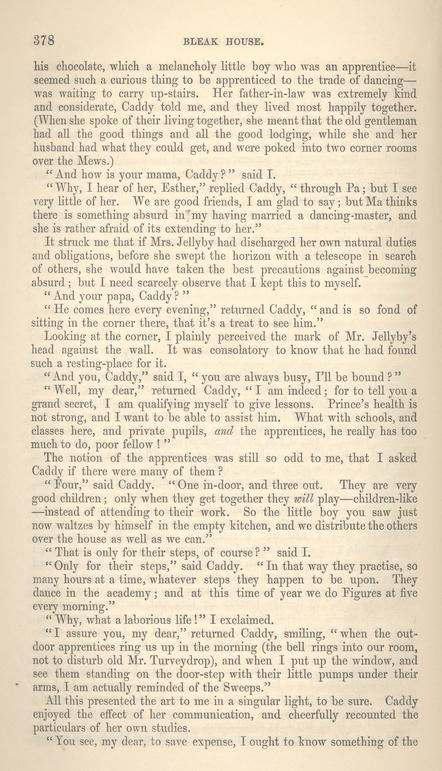 378 BLEAK HOUSE.
his chocolate, which a melancholy little boy who was an apprentice—it
seemed such a curious thing to be apprenticed to the trade of dancing—
was waiting to carry up-stairs. Her father-in-law was extremely kind
and considerate, Caddy told me, and they lived most happily together.
(When she spoke of their living together, she meant that the old gentleman
had all the good things and all the good lodging, while she and her
husband had what they could get, and were poked into two corner rooms
over the Mews.)
"And how is your mama, Caddy?" said I.
"Why, I hear of her, Esther," replied Caddy, "through Pa; but I see
very little of her. We are good friends, I am glad to say; but Ma thinks
there is something absurd in my having married a dancing-master, and
she is rather afraid of its extending to her."
It struck me that if Mrs. Jellyby had discharged her own natural duties
and obligations, before she swept the horizon with a telescope in search
of others, she would have taken the best precautions against becoming
absurd; but I need scarcely observe that I kept this to myself.
"And your papa, Caddy?"
"He comes here every evening," returned Caddy, "and is so fond of
sitting in the corner there, that it's a treat to see him."
Looking at the corner, I plainly perceived the mark of Mr. Jellyby's
head against the wall. It was consolatory to know that he had found
such a resting-place for it.
"And you, Caddy," said I, "you are always busy, I'll be bound?"
"Well, my dear," returned Caddy, "I am indeed; for to tell you a
grand secret, I am qualifying myself to give lessons. Prince's health is
not strong, and I want to be able to assist him. What with schools, and
classes here, and private pupils, and the apprentices, he really has too
much to do, poor fellow!"
The notion of the apprentices was still so odd to me, that I asked
Caddy if there were many of them?
"Four," said Caddy. "One in-door, and three out. They are very
good children; only when they get together they will play—children-like
—instead of attending to their work. So the little boy you saw just
now waltzes by himself in the empty kitchen, and we distribute the others
over the house as well as we can."
"That is only for their steps, of course?" said I.
"Only for their steps," said Caddy. "In that way they practise, so
many hours at a time, whatever steps they happen to be upon. They
dance in the academy; and at this time of year we do Figures at five
every morning."
"Why, what a laborious life!" I exclaimed.
"I assure you, my dear," returned Caddy, smiling, "when the out-
door apprentices ring us up in the morning (the bell rings into our room,
not to disturb old Mr. Turveydrop), and when I put up the window, and
see them standing on the door-step with their little pumps under their
arms, I am actually reminded of the Sweeps."
All this presented the art to me in a singular light, to be sure. Caddy
enjoyed the effect of her communication, and cheerfully recounted the
particulars of her own studies.
"You see, my dear, to save expense, I ought to know something of the